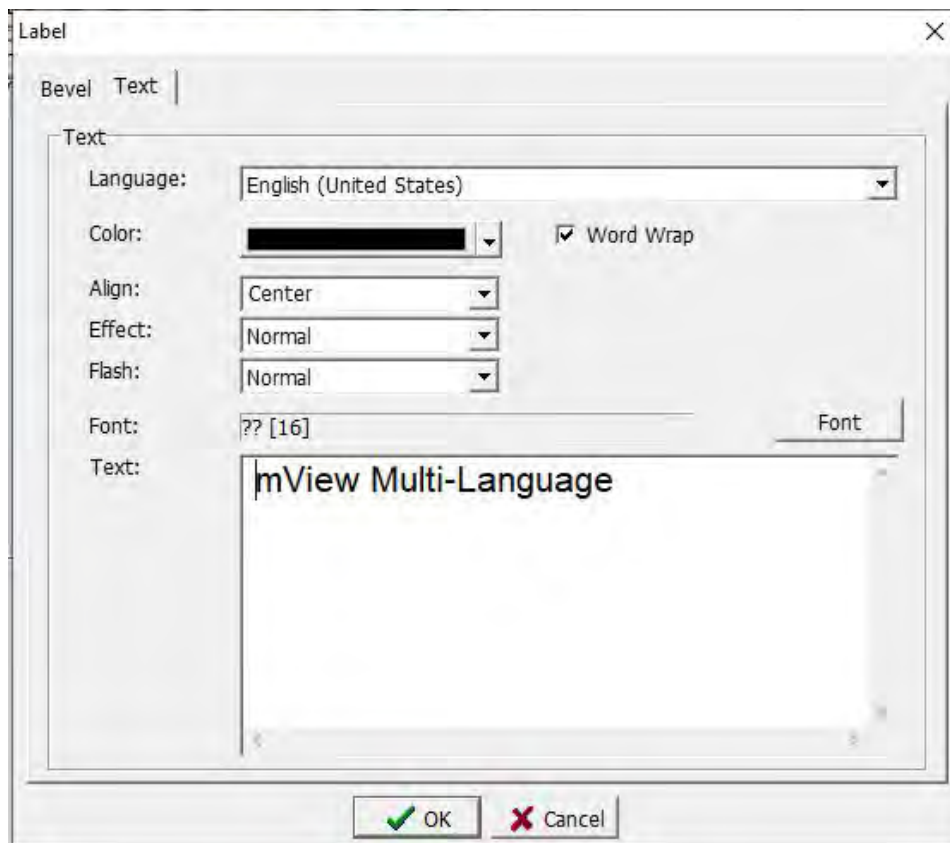 Label
Bevel Text
Text
Language: English (United States)
Color: Word Wrap
Align: Center
Effect: Normal
Flash: Normal
Font: ?? [16] Font
Text: mView Multi-Language
OK Cancel